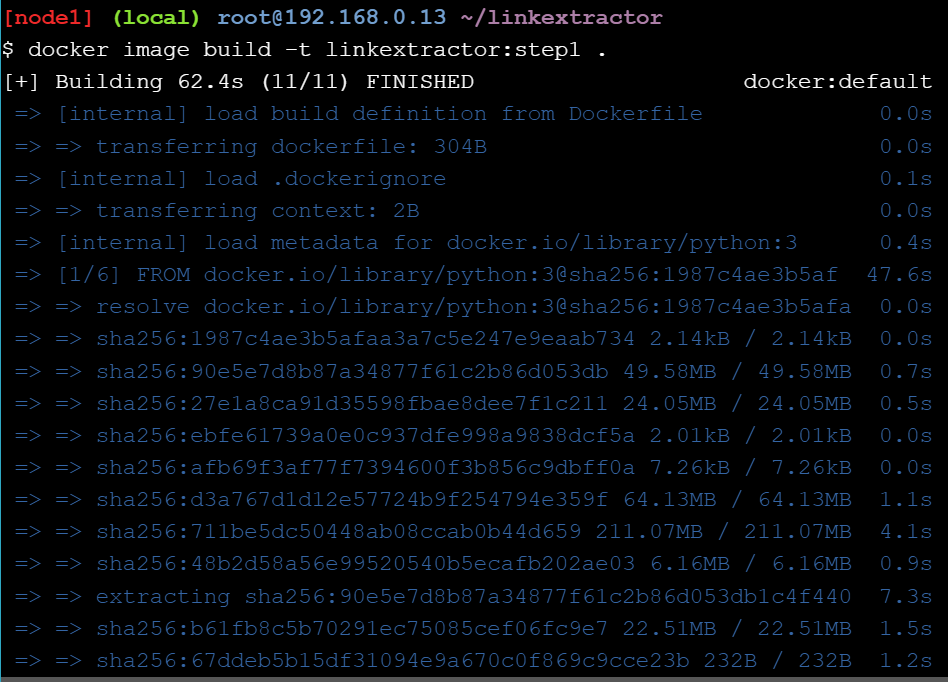 [node1] (local) root@192.168.0.13 ~/linkextractor
$ docker image build -t linkextractor:step1 .
[+] Building 62.4s (11/11) FINISHED docker:default
=> [internal] load build definition from Dockerfile 0.0s
=> => transferring dockerfile: 304B 0.0s
=> [internal] load .dockerignore 0.1s
=> => transferring context: 2B 0.0s
=> [internal] load metadata for docker.io/library/python:3 0.4s
=> [1/6] FROM docker.io/library/python:3@sha256:1987c4ae3b5af 47.6s
=> => resolve docker.io/library/python:3@sha256:1987c4ae3b5afa 0.0s
=> => sha256:1987c4ae3b5afaa3a7c5e247e9eaab734 2.14kB / 2.14kB 0.0s
=> => sha256:90e5e7d8b87a34877f61c2b86d053db 49.58MB / 49.58MB 0.7s
=> => sha256:27e1a8ca91d35598fbae8dee7f1c211 24.05MB / 24.05MB 0.5s
=> => sha256:ebfe61739a0e0c937dfe998a9838dcf5a 2.01kB / 2.01kB 0.0s
=> => sha256:afb69f3af77f7394600f3b856c9dbff0a 7.26kB / 7.26kB 0.0s
=> => sha256:d3a767d1d12e57724b9f254794e359f 64.13MB / 64.13MB 1.1s
=> => sha256:711be5dc50448ab08ccab0b44d659 211.07MB / 211.07MB 4.1s
=> => sha256:48b2d58a56e99520540b5ecafb202ae03 6.16MB / 6.16MB 0.9s
=> => extracting sha256:90e5e7d8b87a34877f61c2b86d053db1c4f440 7.3s
=> => sha256:b61fb8c5b70291ec75085cef06fc9e7 22.51MB / 22.51MB 1.5s
=> => sha256:67ddeb5b15df31094e9a670c0f869c9cce23b 232B / 232B 1.2s